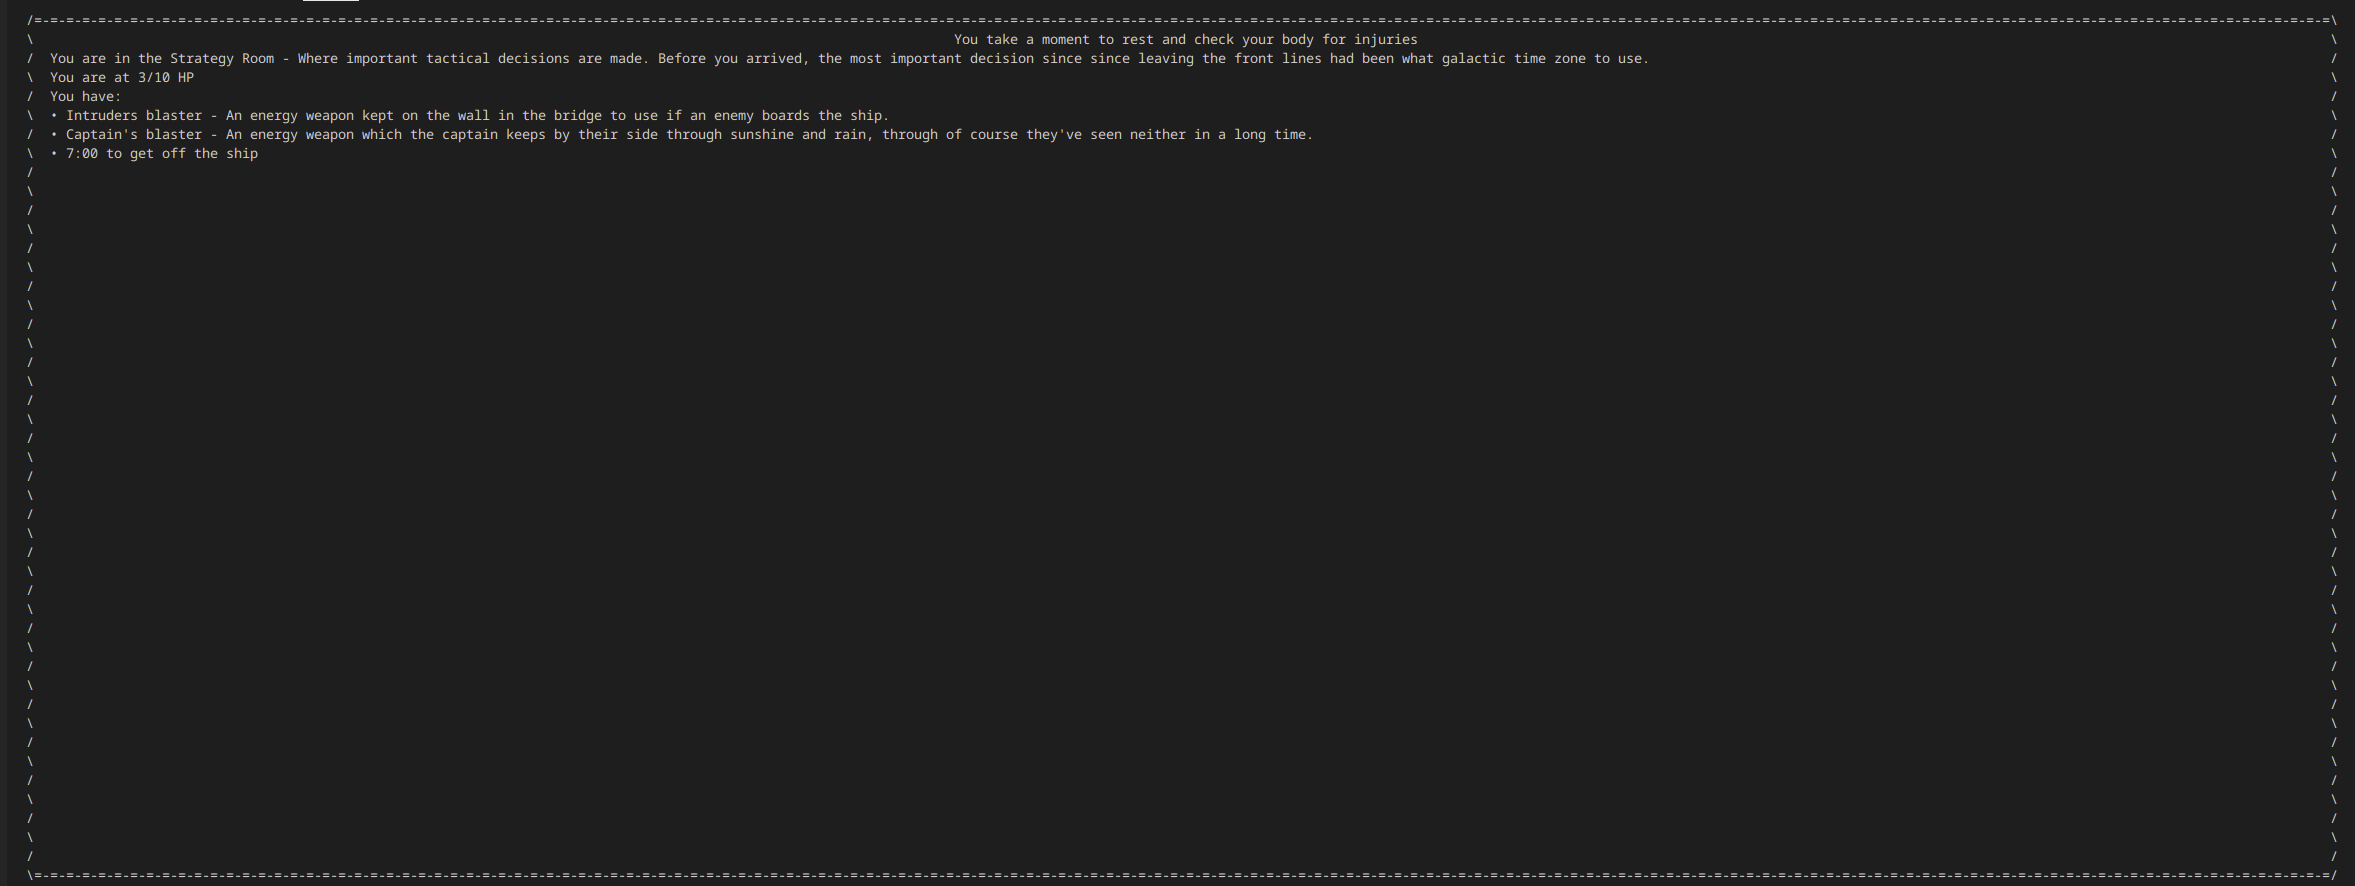 You take a moment to rest and check your body for injuries
You are in the Strategy Room - Where important tactical decisions are made. Before you arrived, the most important decision since since leaving the front lines had been what galactic time zone to use.
You are at 3/10 HP
You have:
• Intruders blaster - An energy weapon kept on the wall in the bridge to use if an enemy boards the ship.
• Captain's blaster - An energy weapon which the captain keeps by their side through sunshine and rain, through of course they've seen neither in a long time.
• 7:00 to get off the ship